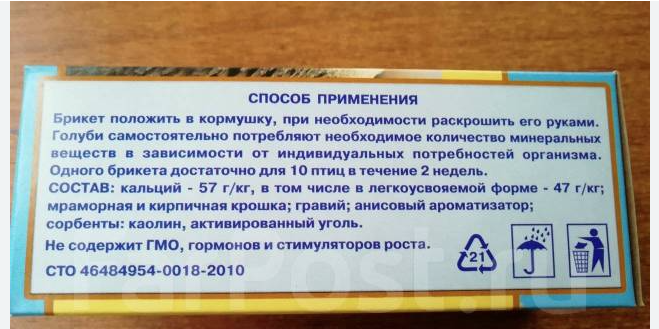 СПОСОБ ПРИМЕНЕНИЯ
Брикет положить в кормушку, при необходимости раскрошить его руками.
Голуби самостоятельно потребляют необходимое количество минеральных
веществ в зависимости от индивидуальных потребностей организма.
Одного брикета достаточно для 10 птиц в течение 2 недель.
СОСТАВ: кальций - 57 г/кг, в том числе в легкоусвояемой форме - 47 г/кг;
мраморная и кирпичная крошка; гравий; анисовый ароматизатор;
сорбенты: каолин, активированный уголь.
Не содержит ГМО, гормонов и стимуляторов роста.
СТО 46484954-0018-2010
21
FarPost.ru